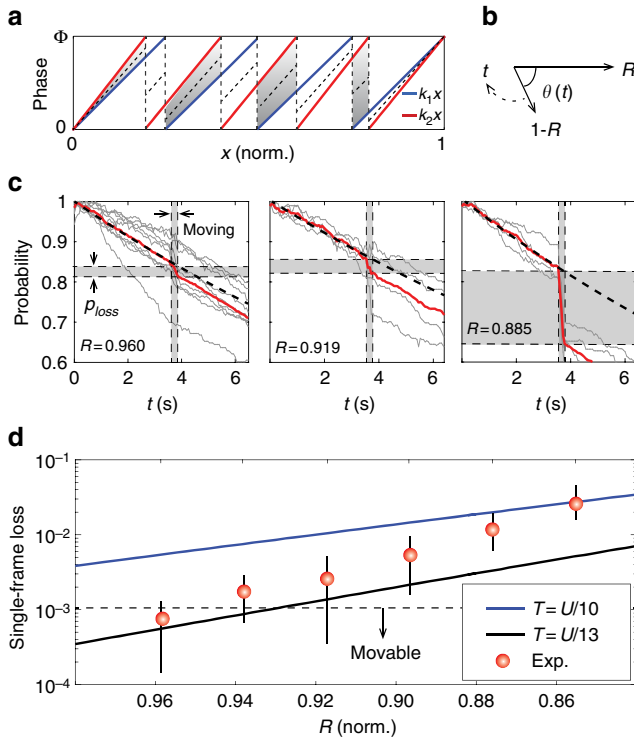 a
Φ
Phase
0
k₁x
k₂x
0
x (norm.)
1
b
t
R
θ(t)
1-R
c
Probability
1
0.9
0.8
0.7
0.6
Moving
p_loss
R=0.960
0 2 4 6
t (s)
R=0.919
0 2 4 6
t (s)
R=0.885
0 2 4 6
t (s)
d
Single-frame loss
10⁻¹
10⁻²
10⁻³
10⁻⁴
Movable
T=U/10
T=U/13
Exp.
0.96 0.94 0.92 0.90 0.88 0.86
R (norm.)